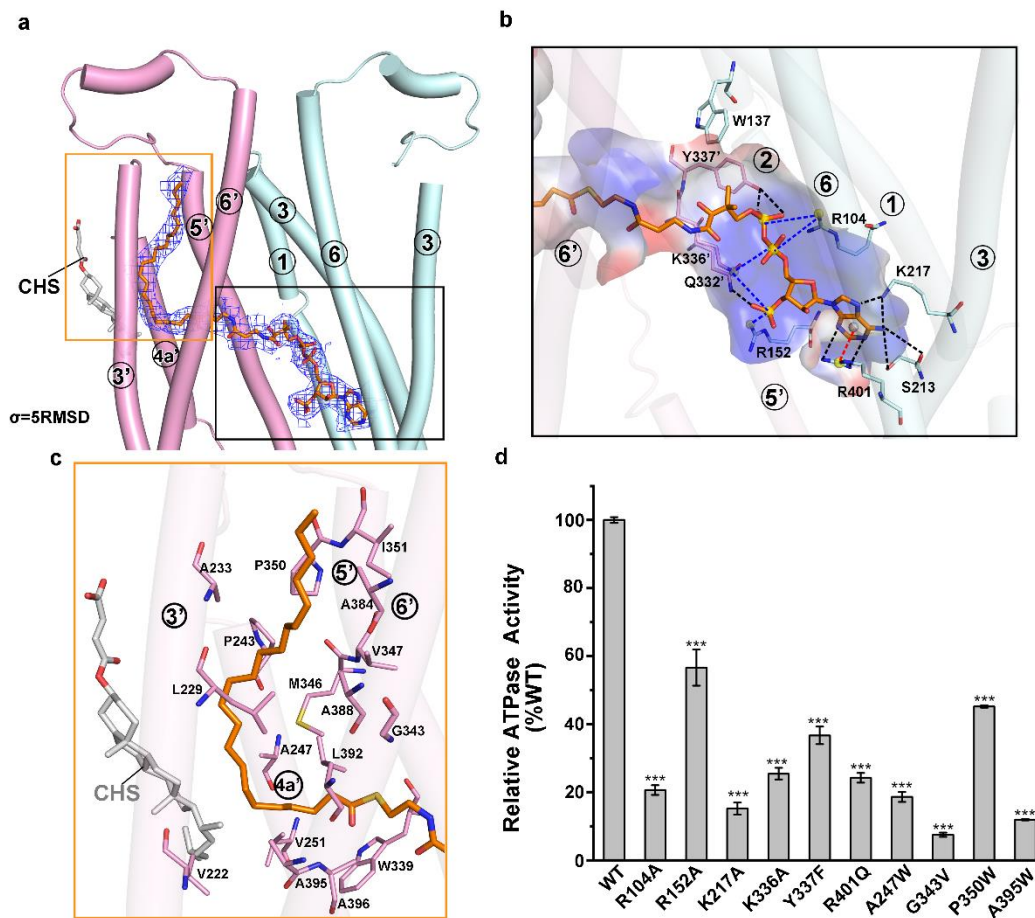 a
6'
5'
3
3
1
6
CHS
4a'
3'
σ=5RMSD
b
W137
Y337'
2
6
R104
1
6'
K336'
Q332'
K217
3
R152
R401
S213
5'
c
I351
A233
P350
5'
A384
3'
6'
P243
V347
M346
L229
A388
G343
A247
L392
CHS
4a'
V251
W339
V222
A395
A396
d
Relative ATPase Activity
(%WT)
100
80
60
40
20
0
***
***
***
***
***
***
***
***
***
***
WT
R104A
R152A
K217A
K336A
Y337F
R401Q
A247W
G343V
P350W
A395W